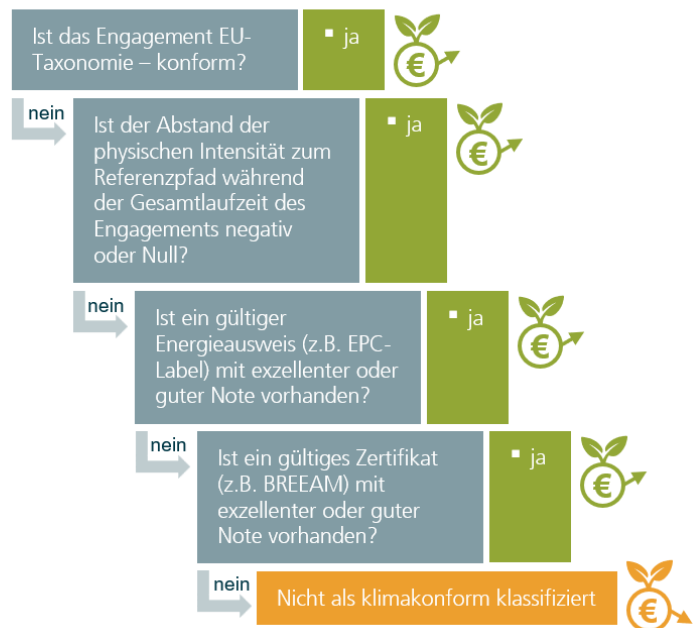 Ist das Engagement EU-
Taxonomie – konform?
▪ ja
€
nein
Ist der Abstand der
physischen Intensität zum
Referenzpfad während
der Gesamtlaufzeit des
Engagements negativ
oder Null?
▪ ja
€
nein
Ist ein gültiger
Energieausweis (z.B. EPC-
Label) mit exzellenter oder
guter Note vorhanden?
▪ ja
€
nein
Ist ein gültiges Zertifikat
(z.B. BREEAM) mit
exzellenter oder guter
Note vorhanden?
▪ ja
€
nein
Nicht als klimakonform klassifiziert
€